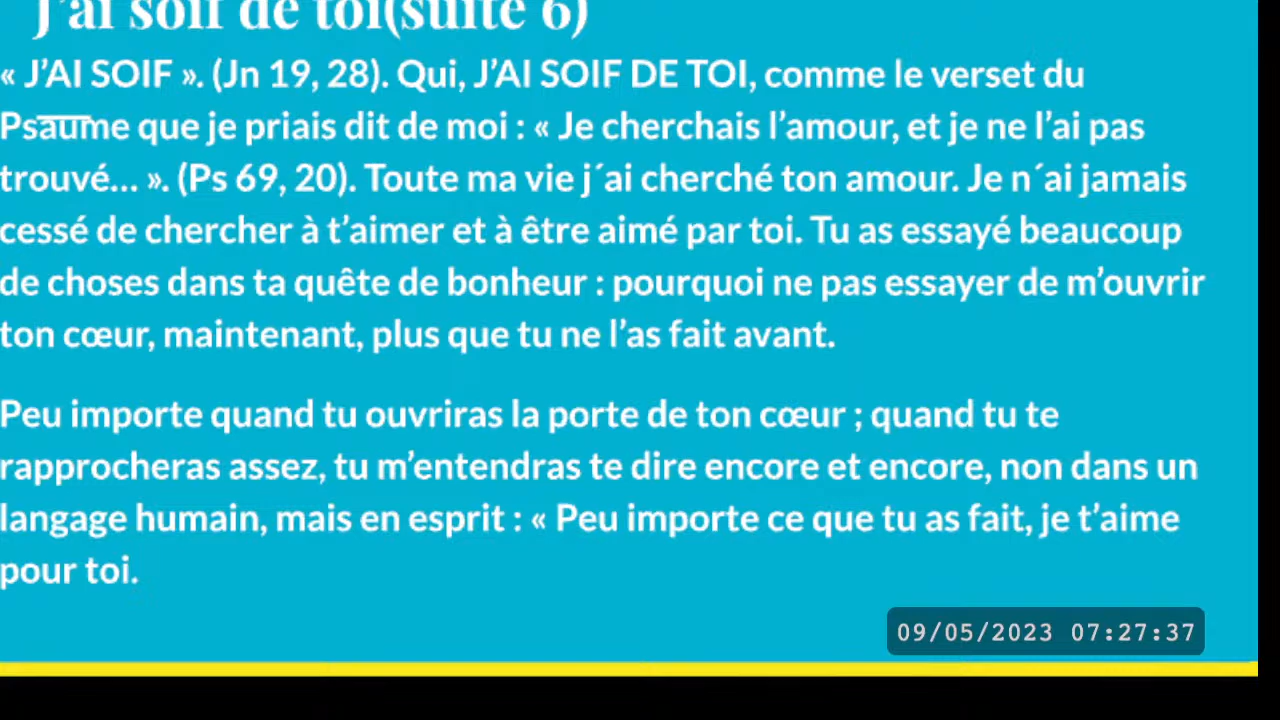 J'ai soif de toi(suite 6)
« J’AI SOIF ». (Jn 19, 28). Qui, J’AI SOIF DE TOI, comme le verset du
Psaume que je priais dit de moi : « Je cherchais l’amour, et je ne l’ai pas
trouvé... ». (Ps 69, 20). Toute ma vie j´ai cherché ton amour. Je n´ai jamais
cessé de chercher à t’aimer et à être aimé par toi. Tu as essayé beaucoup
de choses dans ta quête de bonheur : pourquoi ne pas essayer de m’ouvrir
ton cœur, maintenant, plus que tu ne l’as fait avant.
Peu importe quand tu ouvriras la porte de ton cœur ; quand tu te
rapprocheras assez, tu m’entendras te dire encore et encore, non dans un
langage humain, mais en esprit : « Peu importe ce que tu as fait, je t’aime
pour toi.
09/05/2023 07:27:37